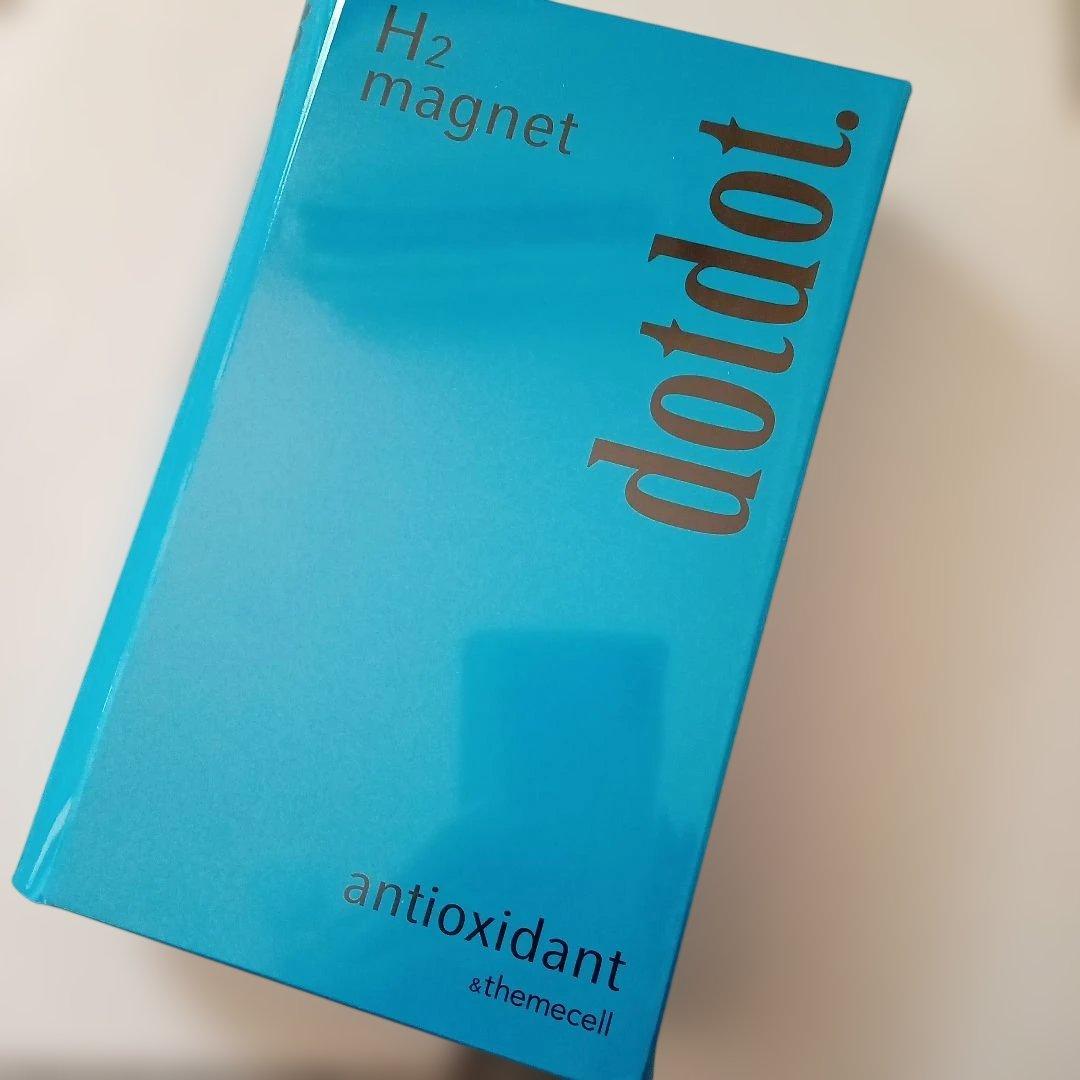 H2
magnet
dotdot.
antioxidant
&themecell